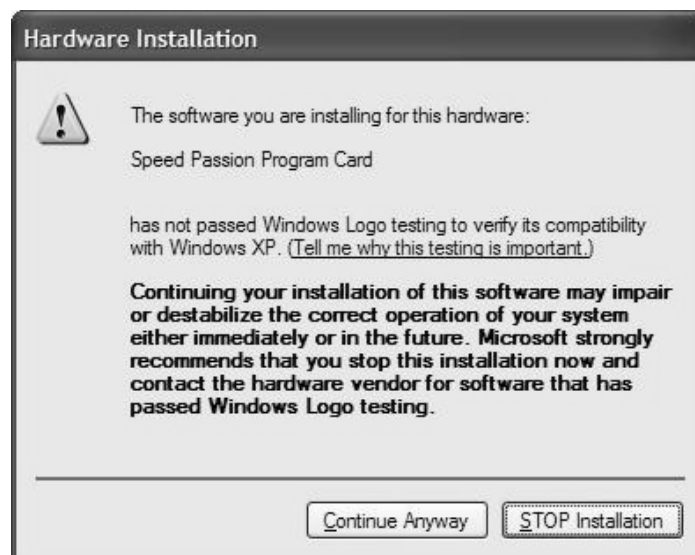 Hardware Installation
The software you are installing for this hardware:
Speed Passion Program Card
has not passed Windows Logo testing to verify its compatibility
with Windows XP. (Tell me why this testing is important.)
Continuing your installation of this software may impair
or destabilize the correct operation of your system
either immediately or in the future. Microsoft strongly
recommends that you stop this installation now and
contact the hardware vendor for software that has
passed Windows Logo testing.
Continue Anyway
STOP Installation